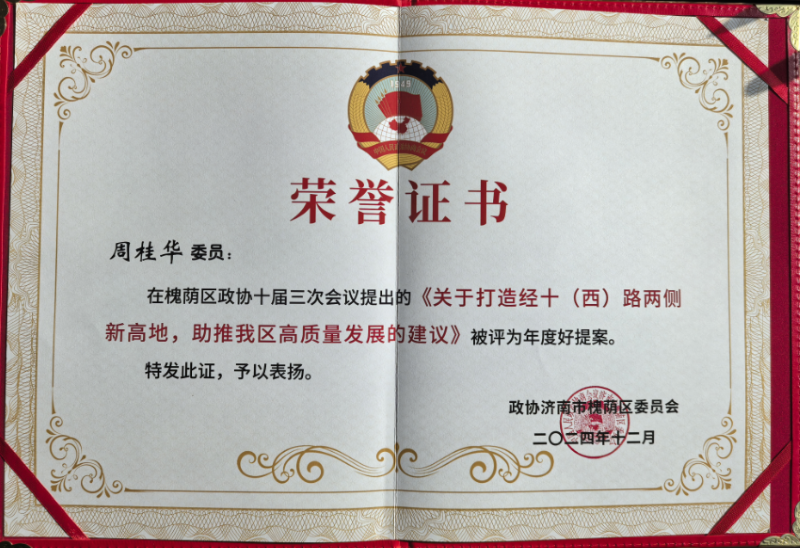 1949
荣誉证书
周桂华 委员：
在槐荫区政协十届三次会议提出的《关于打造经十（西）路两侧
新高地，助推我区高质量发展的建议》被评为年度好提案。
特发此证，予以表扬。
政协济南市槐荫区委员会
二〇二四年十二月